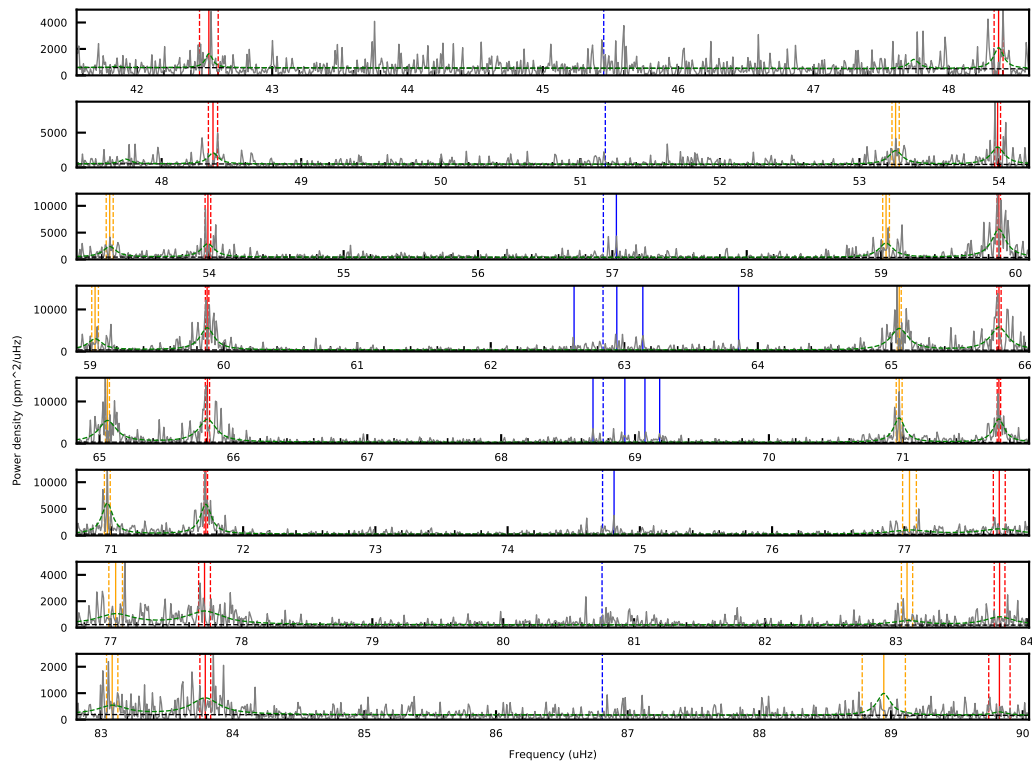 4000
2000
0
42 43 44 45 46 47 48
5000
0
48 49 50 51 52 53 54
10000
5000
0
54 55 56 57 58 59 60
10000
0
59 60 61 62 63 64 65 66
10000
0
65 66 67 68 69 70 71
10000
5000
0
71 72 73 74 75 76 77
4000
2000
0
77 78 79 80 81 82 83 84
2000
1000
0
83 84 85 86 87 88 89 90
Power density (ppm^2/uHz)
Frequency (uHz)